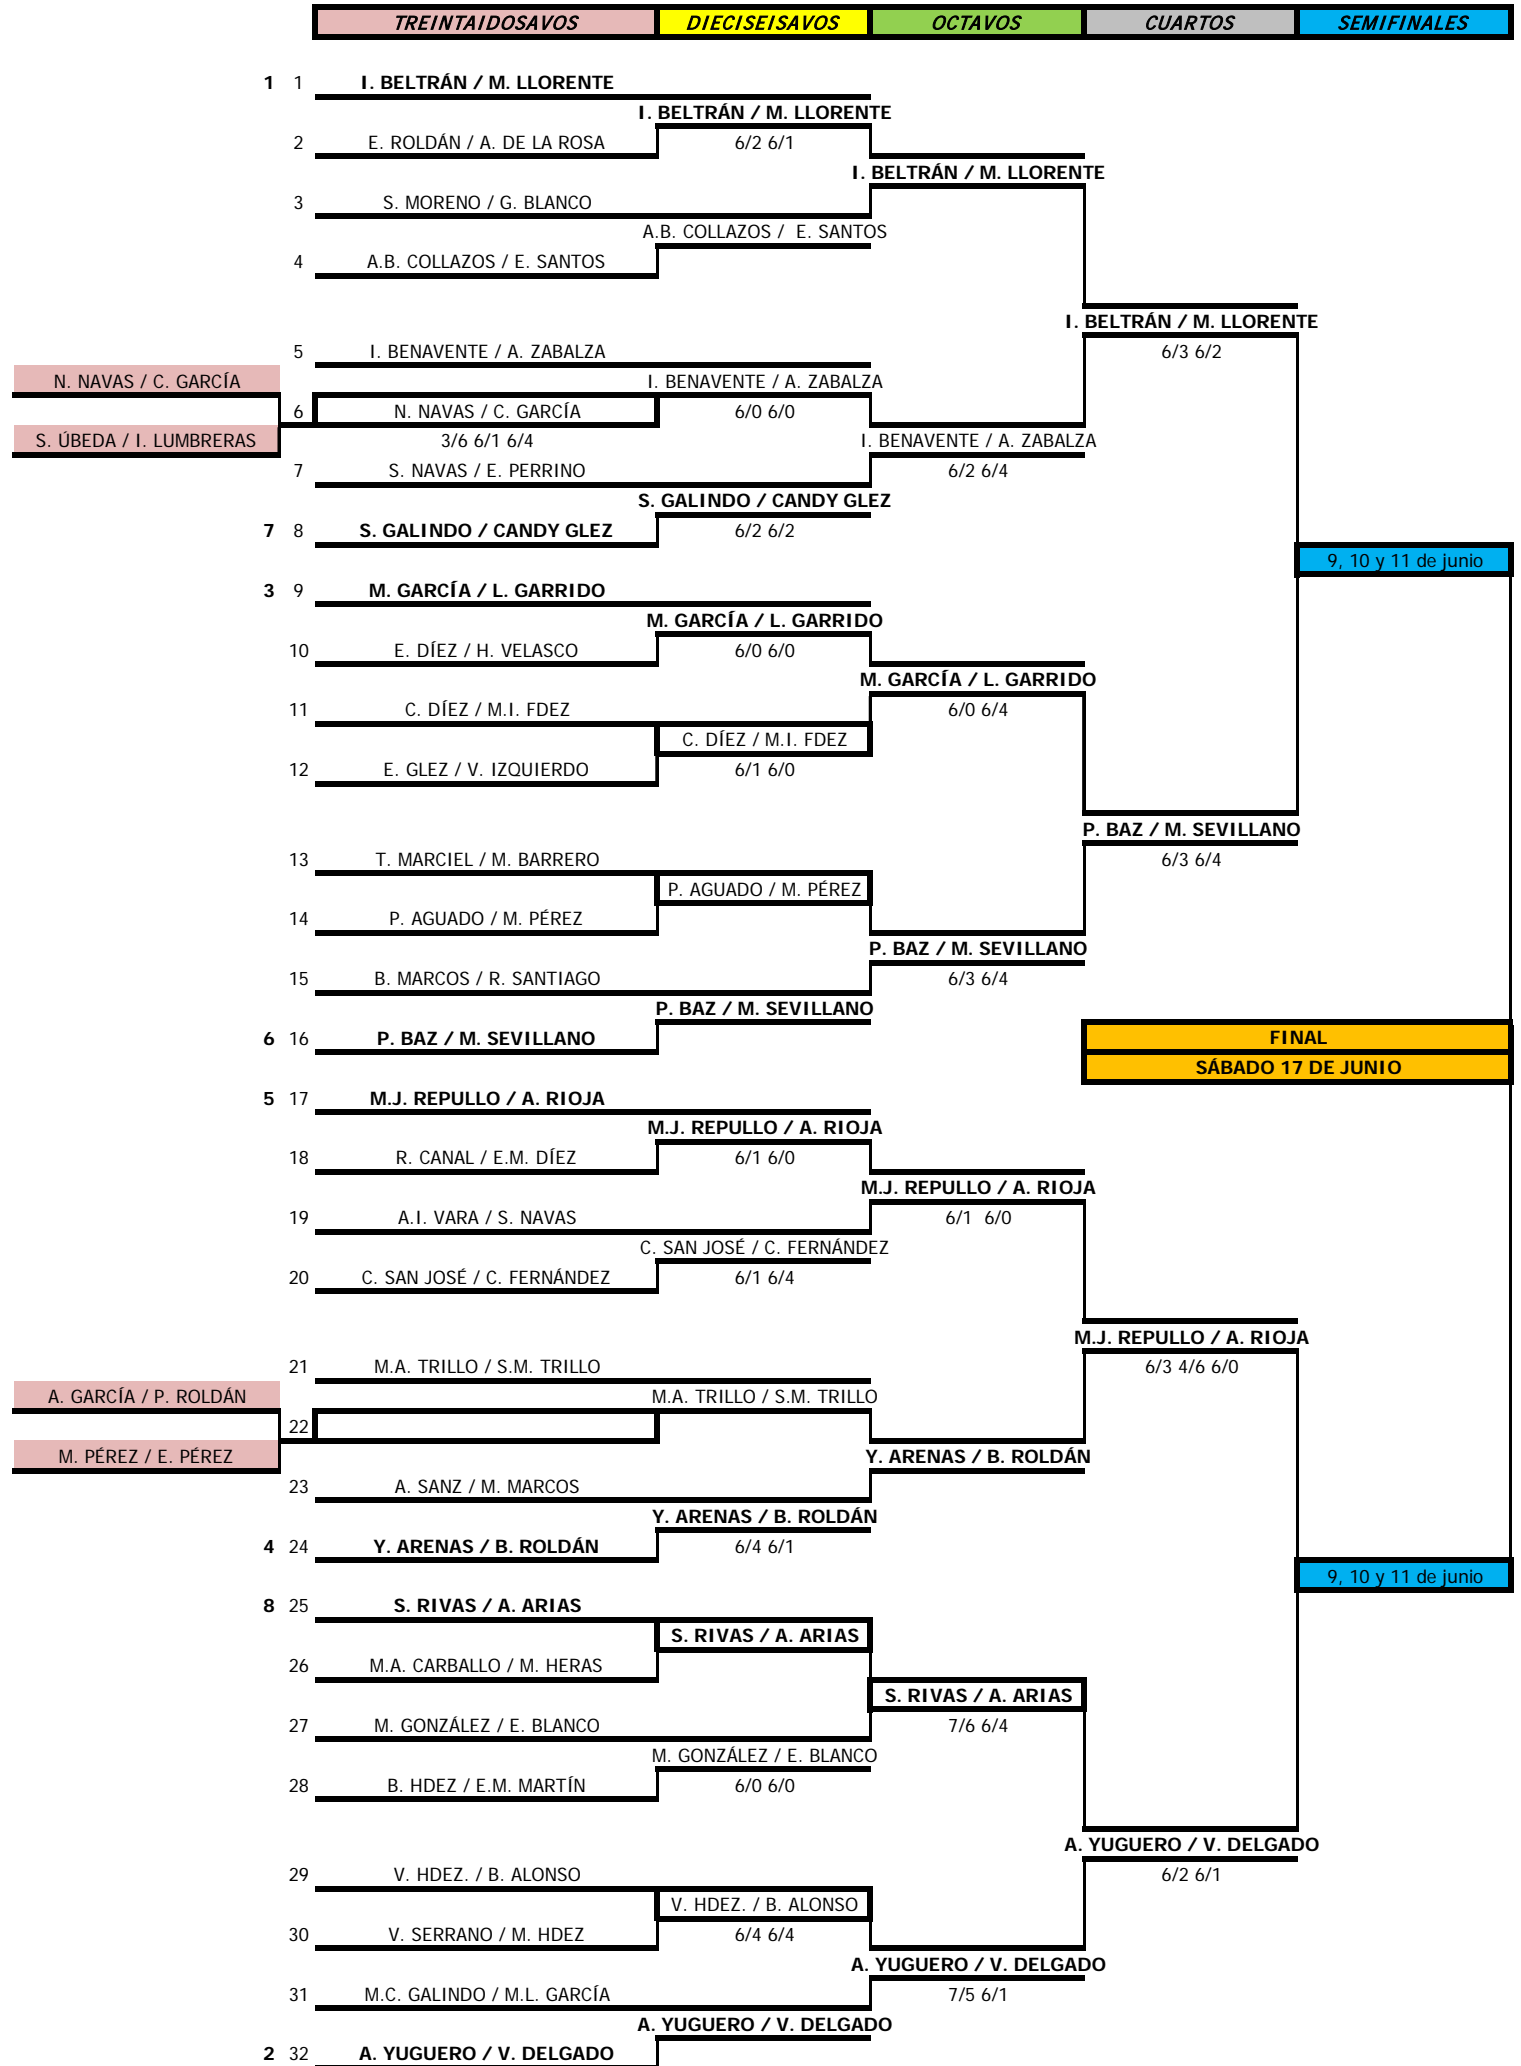 TREINTAIDOSAVOS DIECISEISAVOS OCTAVOS CUARTOS SEMIFINALES
1 1 I. BELTRÁN / M. LLORENTE
I. BELTRÁN / M. LLORENTE
2 E. ROLDÁN / A. DE LA ROSA 6/2 6/1
I. BELTRÁN / M. LLORENTE
3 S. MORENO / G. BLANCO
A.B. COLLAZOS / E. SANTOS
4 A.B. COLLAZOS / E. SANTOS
I. BELTRÁN / M. LLORENTE
5 I. BENAVENTE / A. ZABALZA 6/3 6/2
N. NAVAS / C. GARCÍA I. BENAVENTE / A. ZABALZA
6 N. NAVAS / C. GARCÍA 6/0 6/0
S. ÚBEDA / I. LUMBRERAS 3/6 6/1 6/4 I. BENAVENTE / A. ZABALZA
7 S. NAVAS / E. PERRINO 6/2 6/4
S. GALINDO / CANDY GLEZ
7 8 S. GALINDO / CANDY GLEZ 6/2 6/2
9, 10 y 11 de junio
3 9 M. GARCÍA / L. GARRIDO
M. GARCÍA / L. GARRIDO
10 E. DÍEZ / H. VELASCO 6/0 6/0
M. GARCÍA / L. GARRIDO
11 C. DÍEZ / M.I. FDEZ 6/0 6/4
C. DÍEZ / M.I. FDEZ
12 E. GLEZ / V. IZQUIERDO 6/1 6/0
P. BAZ / M. SEVILLANO
13 T. MARCIEL / M. BARRERO 6/3 6/4
P. AGUADO / M. PÉREZ
14 P. AGUADO / M. PÉREZ
P. BAZ / M. SEVILLANO
15 B. MARCOS / R. SANTIAGO 6/3 6/4
P. BAZ / M. SEVILLANO
6 16 P. BAZ / M. SEVILLANO FINAL
SÁBADO 17 DE JUNIO
5 17 M.J. REPULLO / A. RIOJA
M.J. REPULLO / A. RIOJA
18 R. CANAL / E.M. DÍEZ 6/1 6/0
M.J. REPULLO / A. RIOJA
19 A.I. VARA / S. NAVAS 6/1 6/0
C. SAN JOSÉ / C. FERNÁNDEZ
20 C. SAN JOSÉ / C. FERNÁNDEZ 6/1 6/4
M.J. REPULLO / A. RIOJA
21 M.A. TRILLO / S.M. TRILLO 6/3 4/6 6/0
A. GARCÍA / P. ROLDÁN M.A. TRILLO / S.M. TRILLO
22
M. PÉREZ / E. PÉREZ Y. ARENAS / B. ROLDÁN
23 A. SANZ / M. MARCOS
Y. ARENAS / B. ROLDÁN
4 24 Y. ARENAS / B. ROLDÁN 6/4 6/1
9, 10 y 11 de junio
8 25 S. RIVAS / A. ARIAS
S. RIVAS / A. ARIAS
26 M.A. CARBALLO / M. HERAS
S. RIVAS / A. ARIAS
27 M. GONZÁLEZ / E. BLANCO 7/6 6/4
M. GONZÁLEZ / E. BLANCO
28 B. HDEZ / E.M. MARTÍN 6/0 6/0
A. YUGUERO / V. DELGADO
29 V. HDEZ. / B. ALONSO 6/2 6/1
V. HDEZ. / B. ALONSO
30 V. SERRANO / M. HDEZ 6/4 6/4
A. YUGUERO / V. DELGADO
31 M.C. GALINDO / M.L. GARCÍA 7/5 6/1
A. YUGUERO / V. DELGADO
2 32 A. YUGUERO / V. DELGADO